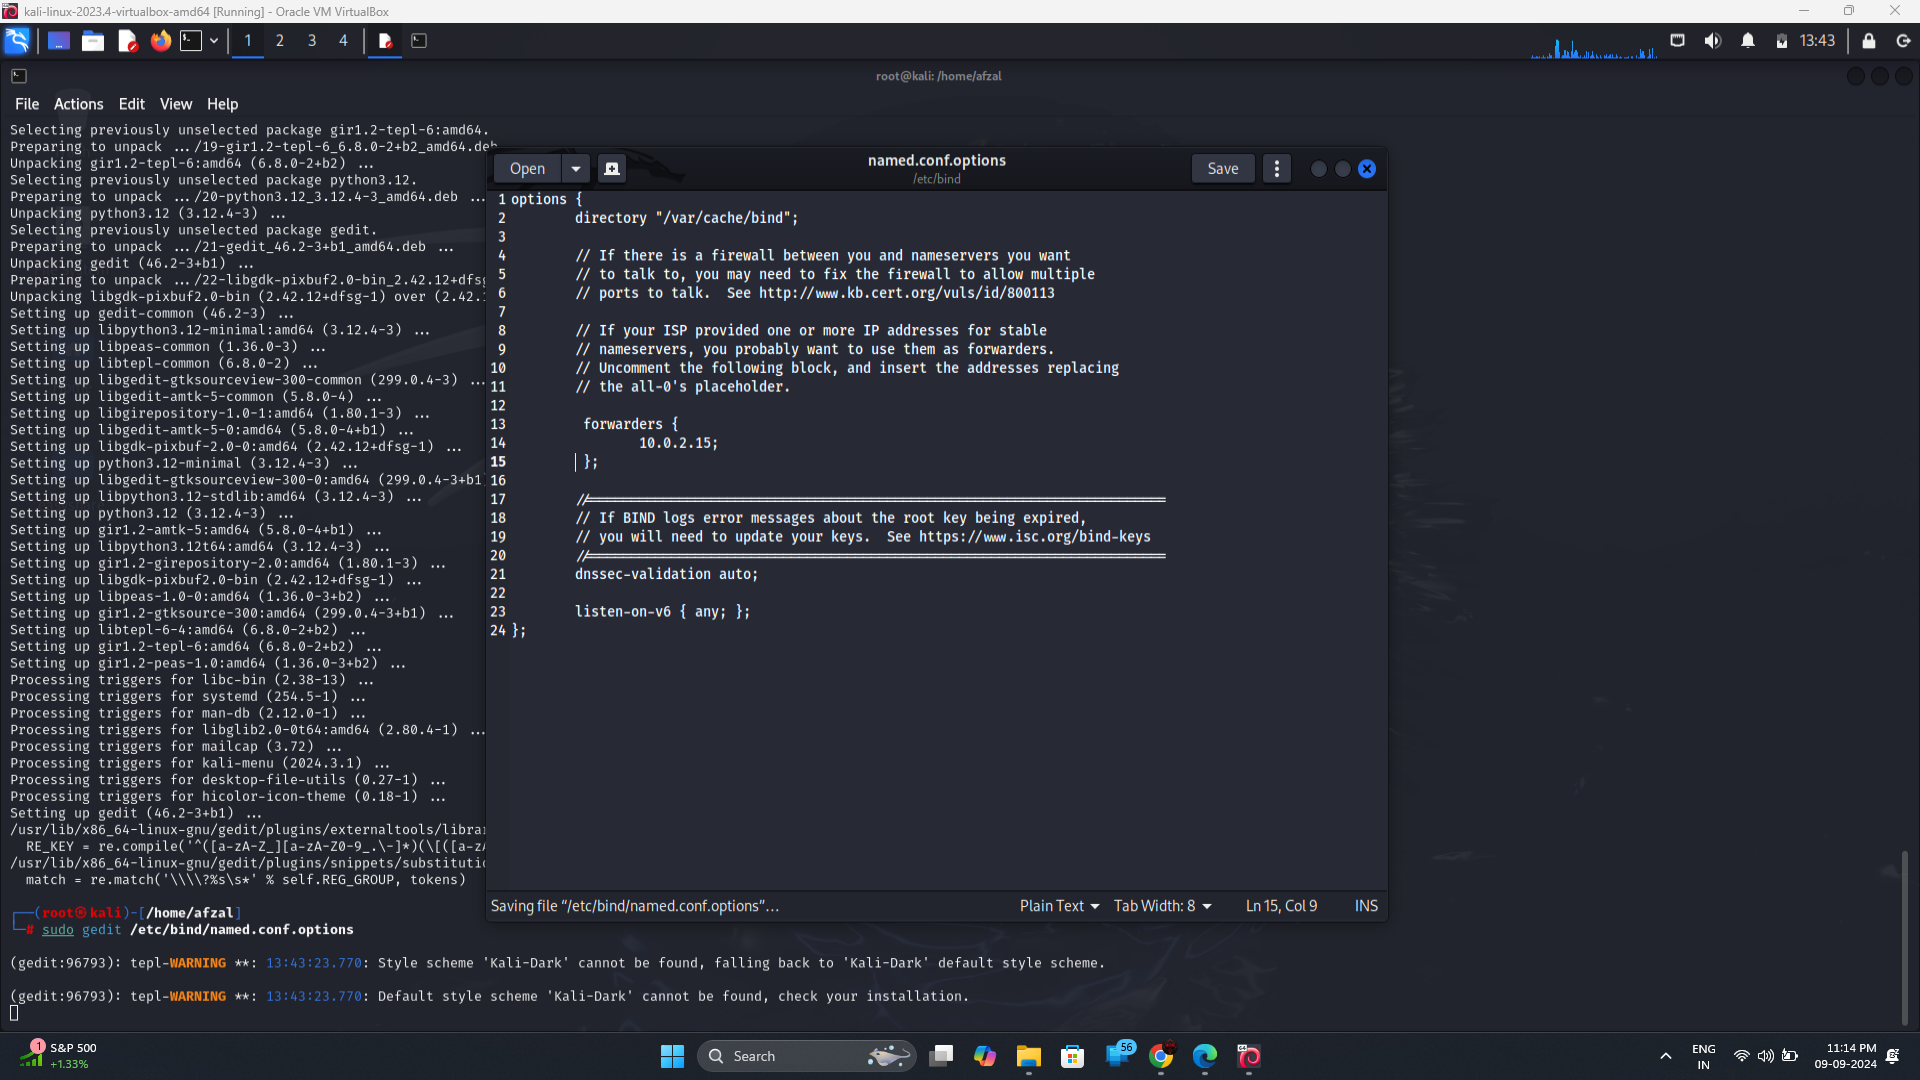 kali-linux-2023.4-virtualbox-amd64 [Running] - Oracle VM VirtualBox
1 2 3 4
13:43
root@kali: /home/afzal
File Actions Edit View Help
Selecting previously unselected package gir1.2-tepl-6:amd64.
Preparing to unpack .../19-gir1.2-tepl-6_6.8.0-2+b2_amd64.deb
Unpacking gir1.2-tepl-6:amd64 (6.8.0-2+b2) ...
Selecting previously unselected package python3.12.
Preparing to unpack .../20-python3.12_3.12.4-3_amd64.deb ...
Unpacking python3.12 (3.12.4-3) ...
Selecting previously unselected package gedit.
Preparing to unpack .../21-gedit_46.2-3+b1_amd64.deb ...
Unpacking gedit (46.2-3+b1) ...
Preparing to unpack .../22-libgdk-pixbuf2.0-bin_2.42.12+dfsg
Unpacking libgdk-pixbuf2.0-bin (2.42.12+dfsg-1) over (2.42.1
Setting up gedit-common (46.2-3) ...
Setting up libpython3.12-minimal:amd64 (3.12.4-3) ...
Setting up libpeas-common (1.36.0-3) ...
Setting up libtepl-common (6.8.0-2) ...
Setting up libgedit-gtksourceview-300-common (299.0.4-3) ...
Setting up libgedit-amtk-5-common (5.8.0-4) ...
Setting up libgirepository-1.0-1:amd64 (1.80.1-3) ...
Setting up libgedit-amtk-5-0:amd64 (5.8.0-4+b1) ...
Setting up libgdk-pixbuf-2.0-0:amd64 (2.42.12+dfsg-1) ...
Setting up python3.12-minimal (3.12.4-3) ...
Setting up libgedit-gtksourceview-300-0:amd64 (299.0.4-3+b1)
Setting up libpython3.12-stdlib:amd64 (3.12.4-3) ...
Setting up python3.12 (3.12.4-3) ...
Setting up gir1.2-amtk-5:amd64 (5.8.0-4+b1) ...
Setting up libpython3.12t64:amd64 (3.12.4-3) ...
Setting up gir1.2-girepository-2.0:amd64 (1.80.1-3) ...
Setting up libgdk-pixbuf2.0-bin (2.42.12+dfsg-1) ...
Setting up libpeas-1.0-0:amd64 (1.36.0-3+b2) ...
Setting up gir1.2-gtksource-300:amd64 (299.0.4-3+b1) ...
Setting up libtepl-6-4:amd64 (6.8.0-2+b2) ...
Setting up gir1.2-tepl-6:amd64 (6.8.0-2+b2) ...
Setting up gir1.2-peas-1.0:amd64 (1.36.0-3+b2) ...
Processing triggers for libc-bin (2.38-13) ...
Processing triggers for systemd (254.5-1) ...
Processing triggers for man-db (2.12.0-1) ...
Processing triggers for libglib2.0-0t64:amd64 (2.80.4-1) ...
Processing triggers for mailcap (3.72) ...
Processing triggers for kali-menu (2024.3.1) ...
Processing triggers for desktop-file-utils (0.27-1) ...
Processing triggers for hicolor-icon-theme (0.18-1) ...
Setting up gedit (46.2-3+b1) ...
/usr/lib/x86_64-linux-gnu/gedit/plugins/externaltools/librar
RE_KEY = re.compile('^([a-zA-Z_][a-zA-Z0-9_.\-]*)(\[([a-zA
/usr/lib/x86_64-linux-gnu/gedit/plugins/snippets/substitutio
match = re.match('\\\\?%s\s*' % self.REG_GROUP, tokens)
┌──(root㉿kali)-[/home/afzal]
└─# sudo gedit /etc/bind/named.conf.options
(gedit:96793): tepl-WARNING **: 13:43:23.770: Style scheme 'Kali-Dark' cannot be found, falling back to 'Kali-Dark' default style scheme.
(gedit:96793): tepl-WARNING **: 13:43:23.770: Default style scheme 'Kali-Dark' cannot be found, check your installation.
Open
named.conf.options
/etc/bind
Save
1 options {
2 directory "/var/cache/bind";
3
4 // If there is a firewall between you and nameservers you want
5 // to talk to, you may need to fix the firewall to allow multiple
6 // ports to talk.  See http://www.kb.cert.org/vuls/id/800113
7
8 // If your ISP provided one or more IP addresses for stable
9 // nameservers, you probably want to use them as forwarders.
10 // Uncomment the following block, and insert the addresses replacing
11 // the all-0's placeholder.
12
13 forwarders {
14 10.0.2.15;
15 };
16
17 //========================================================================
18 // If BIND logs error messages about the root key being expired,
19 // you will need to update your keys.  See https://www.isc.org/bind-keys
20 //========================================================================
21 dnssec-validation auto;
22
23 listen-on-v6 { any; };
24 };
Saving file “/etc/bind/named.conf.options”…
Plain Text
Tab Width: 8
Ln 15, Col 9
INS
1
S&P 500
+1.33%
Search
56
64
ENG
IN
11:14 PM
09-09-2024